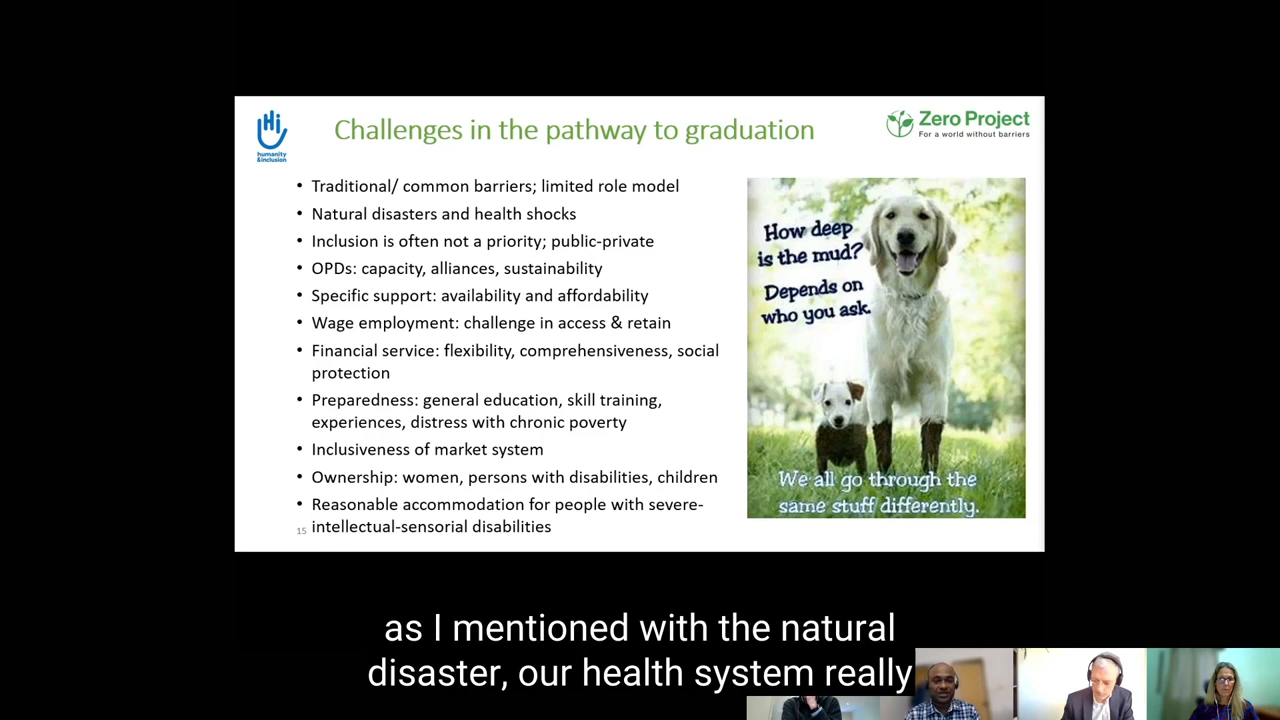 Hi
humanity
&inclusion
Challenges in the pathway to graduation
Zero Project
For a world without barriers
• Traditional/ common barriers; limited role model
• Natural disasters and health shocks
• Inclusion is often not a priority; public-private
• OPDs: capacity, alliances, sustainability
• Specific support: availability and affordability
• Wage employment: challenge in access & retain
• Financial service: flexibility, comprehensiveness, social
protection
• Preparedness: general education, skill training,
experiences, distress with chronic poverty
• Inclusiveness of market system
• Ownership: women, persons with disabilities, children
• Reasonable accommodation for people with severe-
intellectual-sensorial disabilities
15
How deep
is the mud?
Depends on
who you ask.
We all go through the
same stuff differently.
as I mentioned with the natural
disaster, our health system really